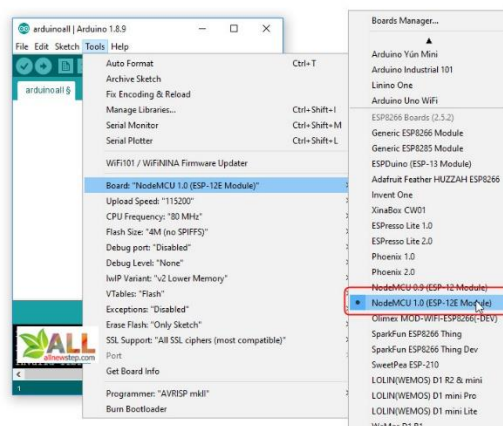 arduinoall | Arduino 1.8.9
File Edit Sketch Tools Help
arduinoall §
Auto Format Ctrl+T
Archive Sketch
Fix Encoding & Reload
Manage Libraries... Ctrl+Shift+I
Serial Monitor Ctrl+Shift+M
Serial Plotter Ctrl+Shift+L
WiFi101 / WiFiNINA Firmware Updater
Board: "NodeMCU 1.0 (ESP-12E Module)"
Upload Speed: "115200"
CPU Frequency: "80 MHz"
Flash Size: "4M (no SPIFFS)"
Debug port: "Disabled"
Debug Level: "None"
IwIP Variant: "v2 Lower Memory"
VTables: "Flash"
Exceptions: "Disabled"
Erase Flash: "Only Sketch"
SSL Support: "All SSL ciphers (most compatible)"
Port
Get Board Info
Programmer: "AVRISP mkII"
Burn Bootloader
ALL
allnewstep.com
1
Boards Manager...
Arduino Yún Mini
Arduino Industrial 101
Linino One
Arduino Uno WiFi
ESP8266 Boards (2.5.2)
Generic ESP8266 Module
Generic ESP8285 Module
ESPDuino (ESP-13 Module)
Adafruit Feather HUZZAH ESP8266
Invent One
XinaBox CW01
ESPresso Lite 1.0
ESPresso Lite 2.0
Phoenix 1.0
Phoenix 2.0
NodeMCU 0.9 (ESP-12 Module)
NodeMCU 1.0 (ESP-12E Module)
Olimex MOD-WIFI-ESP8266(-DEV)
SparkFun ESP8266 Thing
SparkFun ESP8266 Thing Dev
SweetPea ESP-210
LOLIN(WEMOS) D1 R2 & mini
LOLIN(WEMOS) D1 mini Pro
LOLIN(WEMOS) D1 mini Lite
WeMos D1 R1